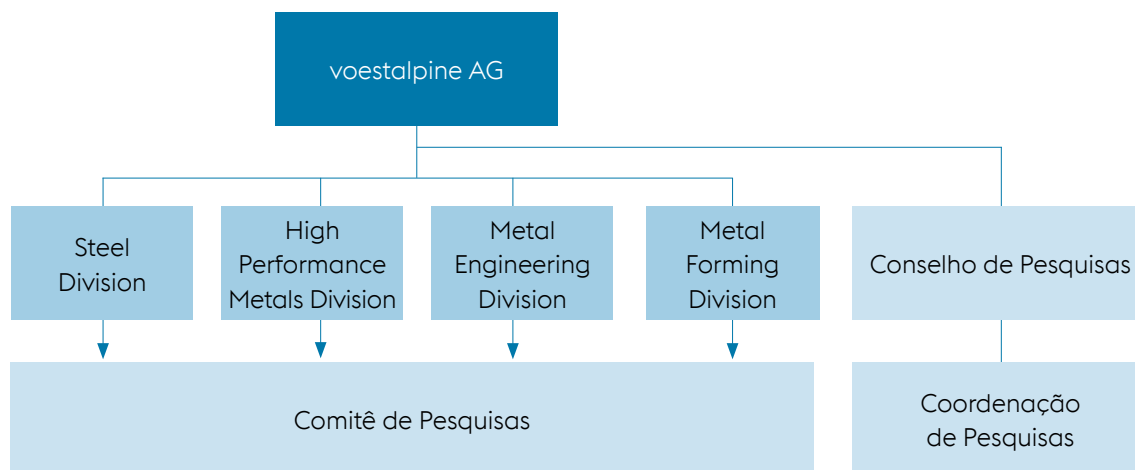 voestalpine AG
Steel
Division
High
Performance
Metals Division
Metal
Engineering
Division
Metal
Forming
Division
Conselho de Pesquisas
Comitê de Pesquisas
Coordenação
de Pesquisas